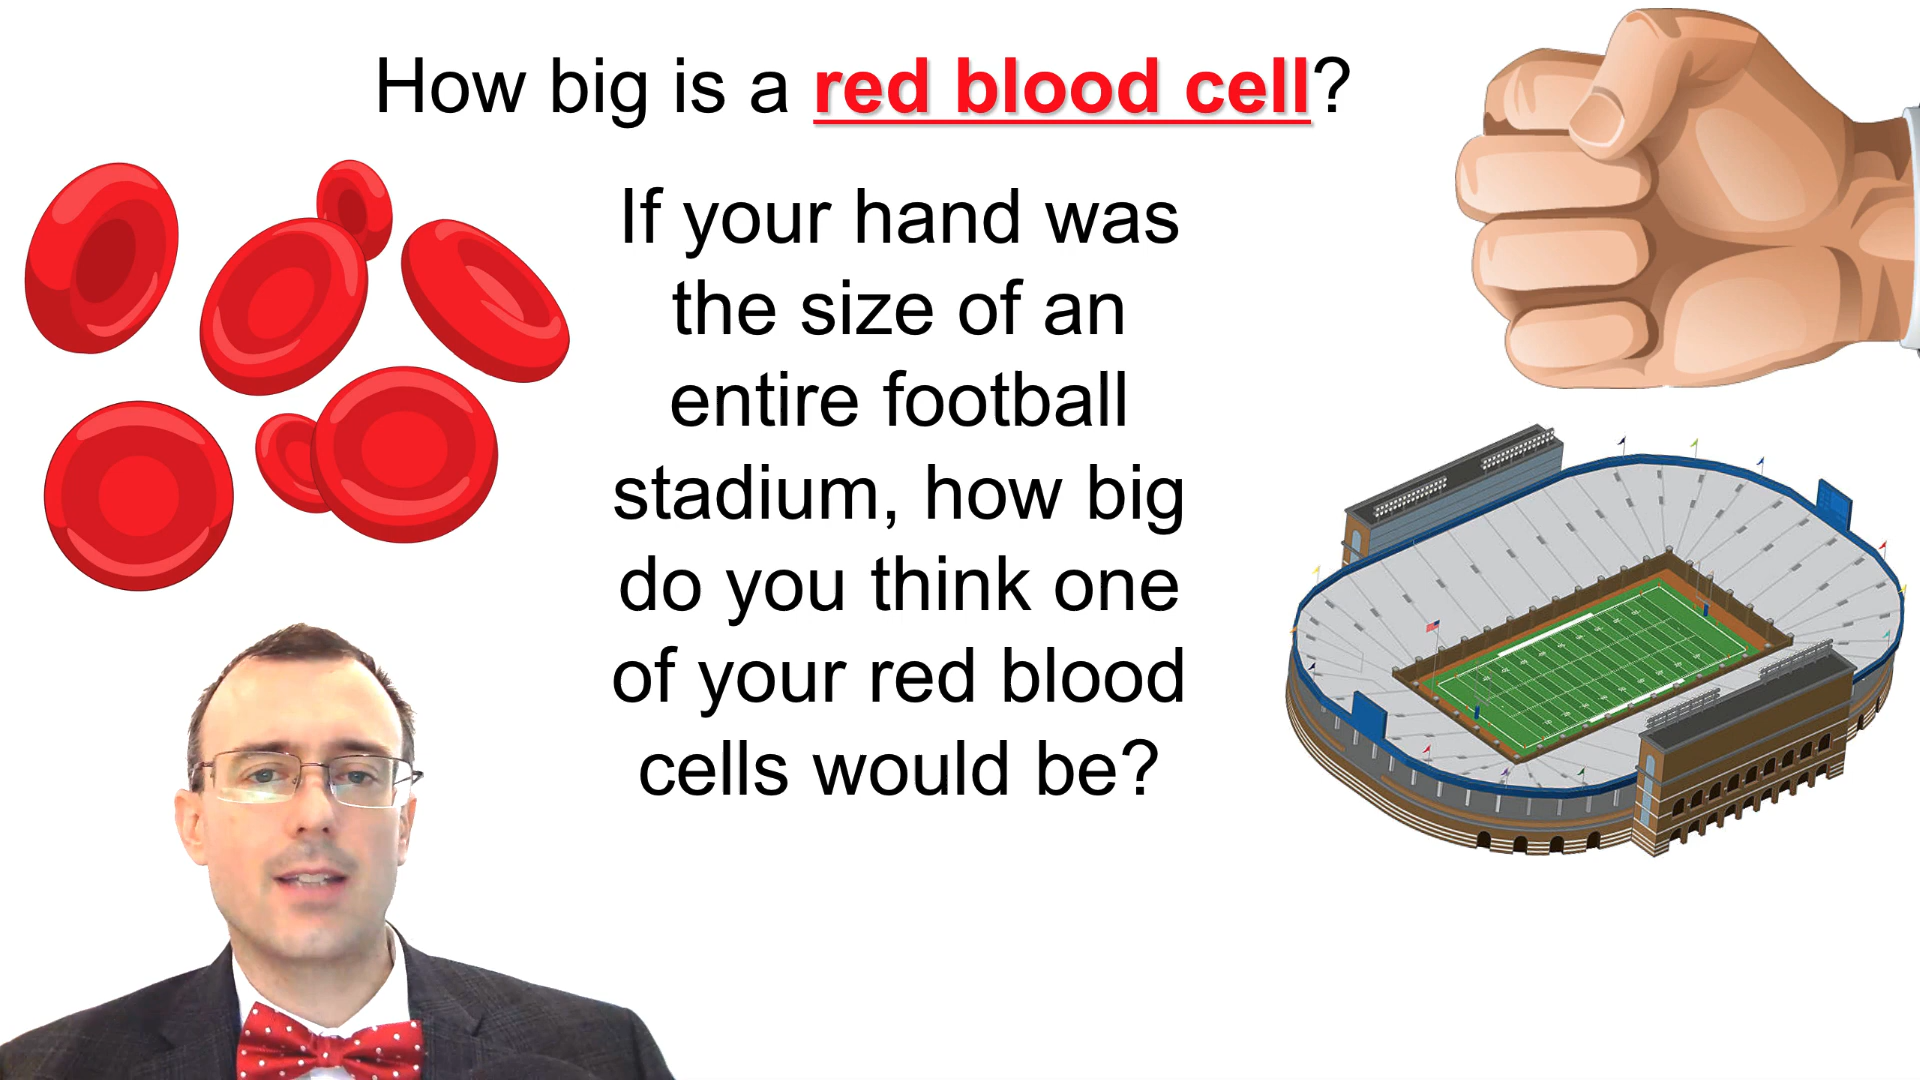 How big is a red blood cell?
If your hand was
the size of an
entire football
stadium, how big
do you think one
of your red blood
cells would be?